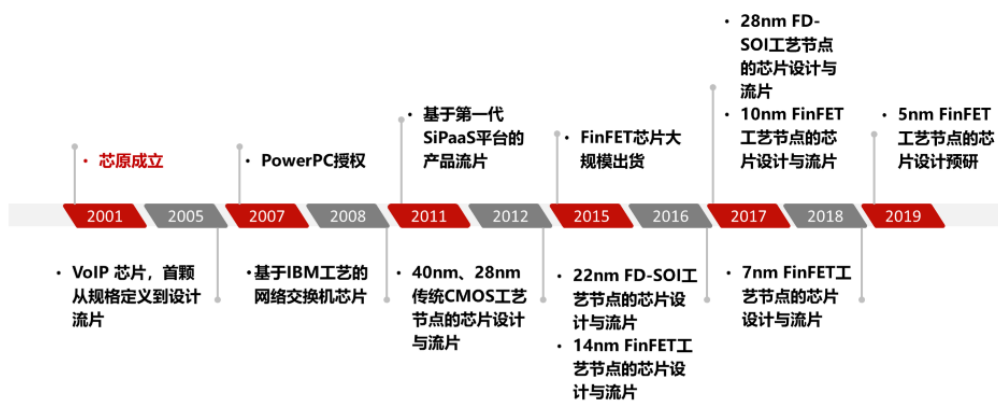 • 28nm FD-
SOI工艺节点
的芯片设计与
流片
• 10nm FinFET
工艺节点的芯
片设计与流片
• 基于第一代
SiPaaS平台的
产品流片
• 5nm FinFET
工艺节点的芯
片设计预研
• 芯原成立
• PowerPC授权
• FinFET芯片大
规模出货
2001 2005 2007 2008 2011 2012 2015 2016 2017 2018 2019
• VoIP 芯片，首颗
从规格定义到设计
流片
• 基于IBM工艺的
网络交换机芯片
• 40nm、28nm
传统CMOS工艺
节点的芯片设计
与流片
• 22nm FD-SOI工
艺节点的芯片设
计与流片
• 14nm FinFET工
艺节点的芯片设
计与流片
• 7nm FinFET工
艺节点的芯片
设计与流片